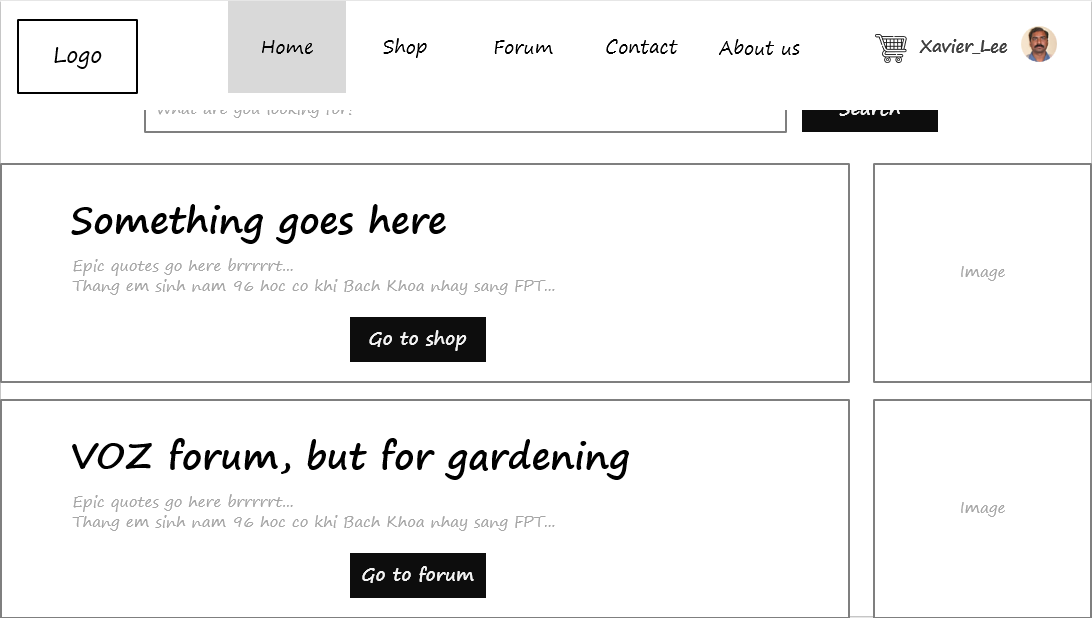 Logo
Home
Shop
Forum
Contact
About us
Xavier_Lee
What are you looking for?
Search
Something goes here
Epic quotes go here brrrrrt...
Thang em sinh nam 96 hoc co khi Bach Khoa nhay sang FPT...
Go to shop
Image
VOZ forum, but for gardening
Epic quotes go here brrrrrt...
Thang em sinh nam 96 hoc co khi Bach Khoa nhay sang FPT...
Go to forum
Image